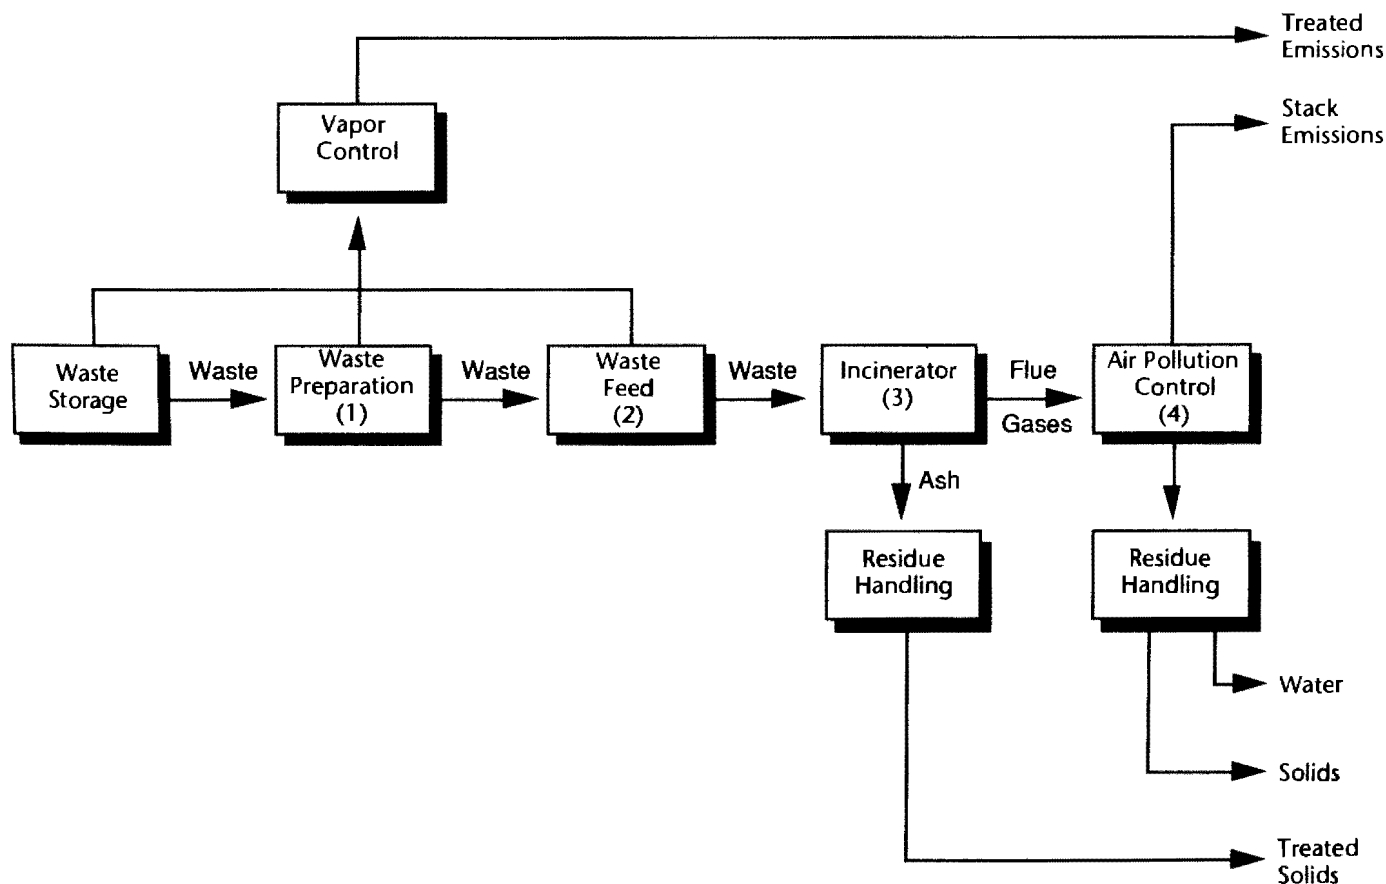 Treated
Emissions
Stack
Emissions
Vapor
Control
Waste
Storage
Waste
Waste
Preparation
(1)
Waste
Waste
Feed
(2)
Waste
Incinerator
(3)
Flue
Gases
Air Pollution
Control
(4)
Ash
Residue
Handling
Residue
Handling
Water
Solids
Treated
Solids